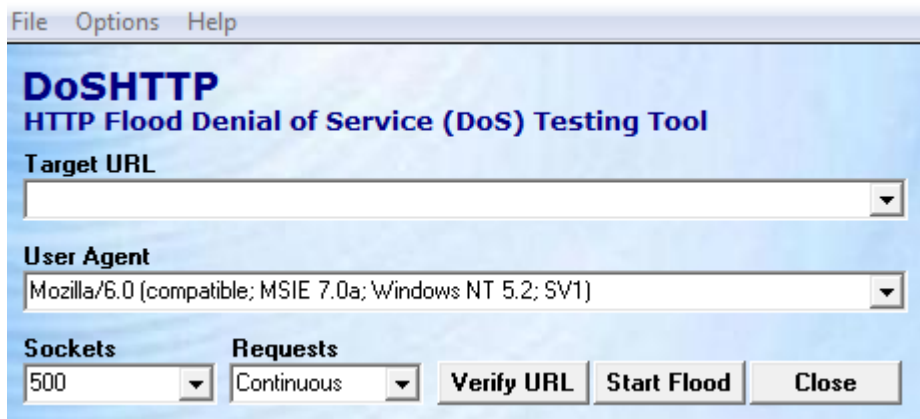 File Options Help
DoSHTTP
HTTP Flood Denial of Service (DoS) Testing Tool
Target URL
User Agent
Mozilla/6.0 (compatible; MSIE 7.0a; Windows NT 5.2; SV1)
Sockets Requests
500 Continuous Verify URL Start Flood Close